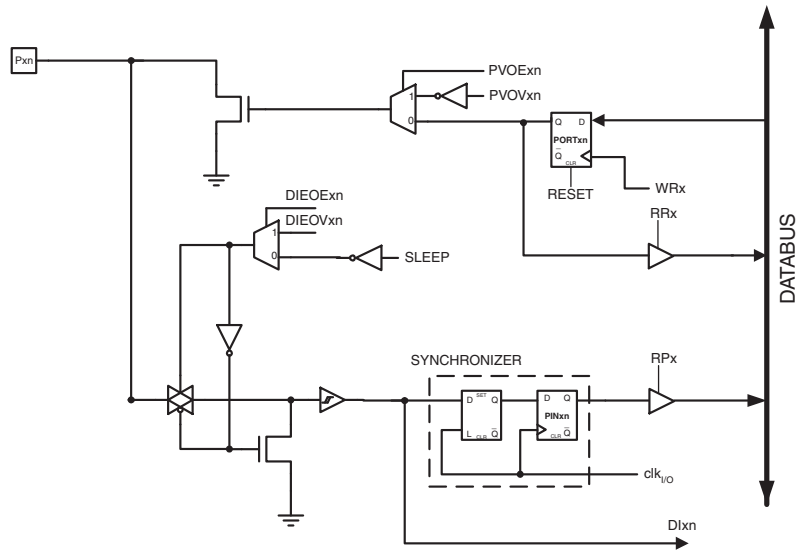 Pxn
PVOExn
1
PVOVxn
0
Q D
PORTxn
Q
CLR
RESET
WRx
DIEOExn
DIEOVxn
1
0
SLEEP
RRx
DATABUS
SYNCHRONIZER
RPx
D SET Q
L CLR Q
D Q
PINxn
CLR Q
clk I/O
DIxn